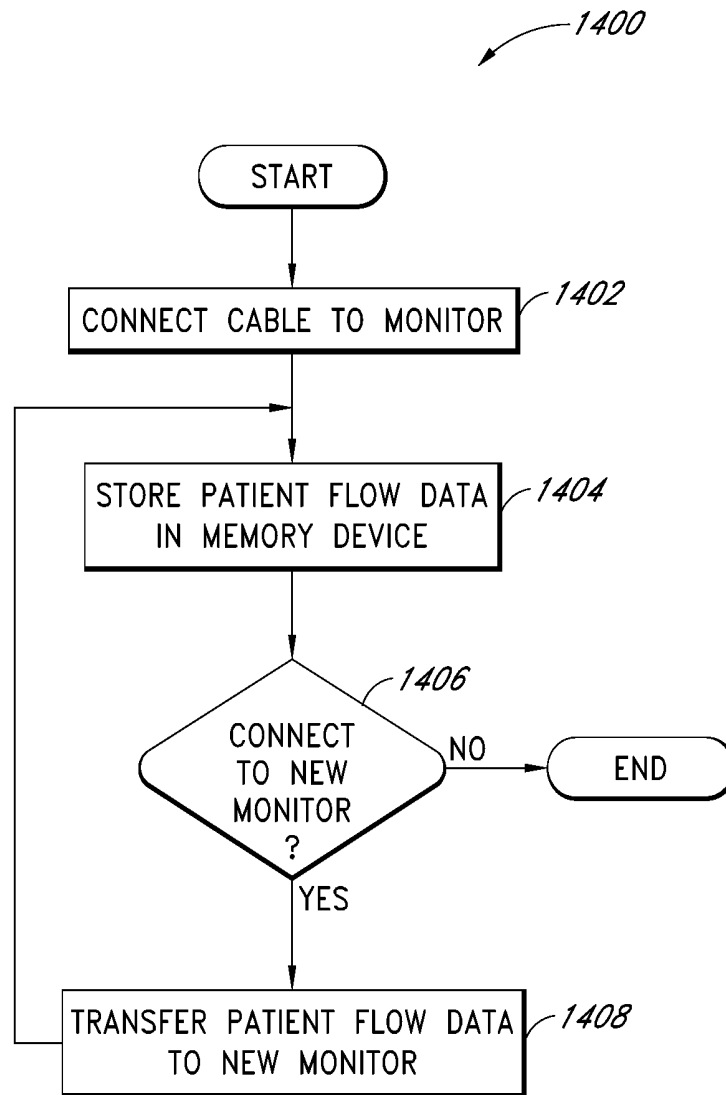 1400
START
CONNECT CABLE TO MONITOR
1402
STORE PATIENT FLOW DATA
IN MEMORY DEVICE
1404
1406
CONNECT
TO NEW
MONITOR
?
NO
END
YES
TRANSFER PATIENT FLOW DATA
TO NEW MONITOR
1408